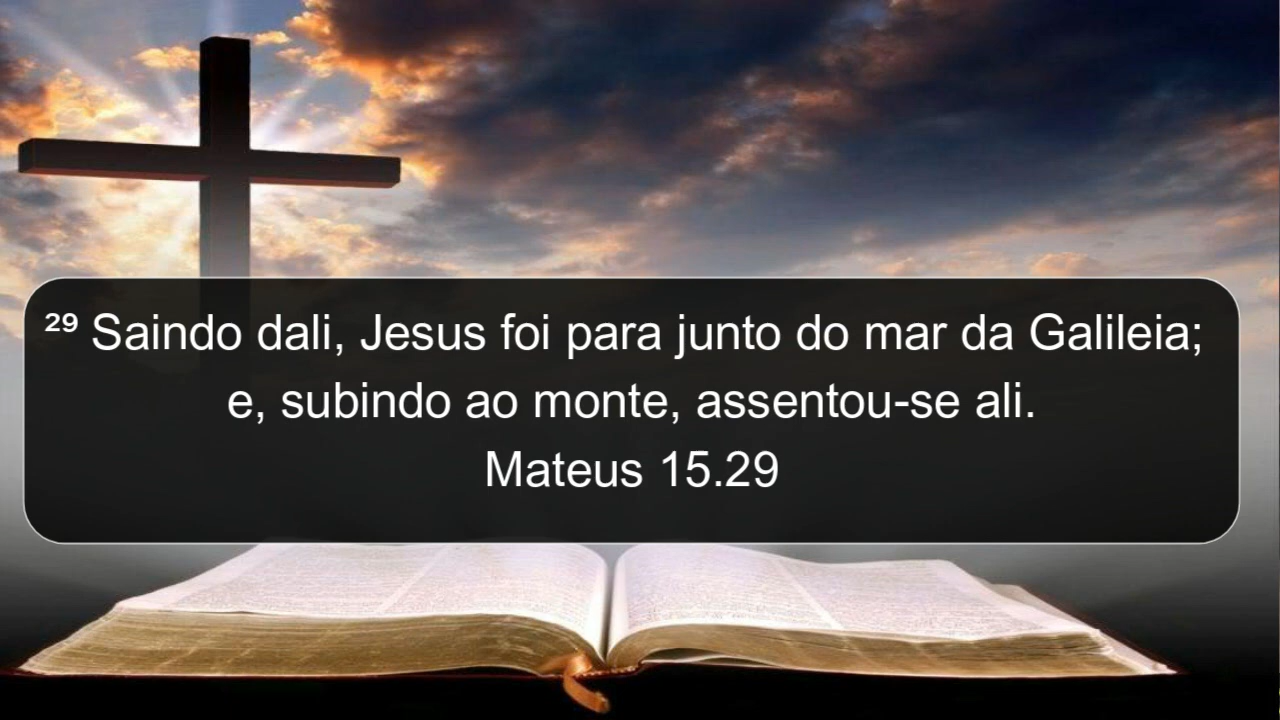 ²⁹ Saindo dali, Jesus foi para junto do mar da Galileia;
e, subindo ao monte, assentou-se ali.
Mateus 15.29